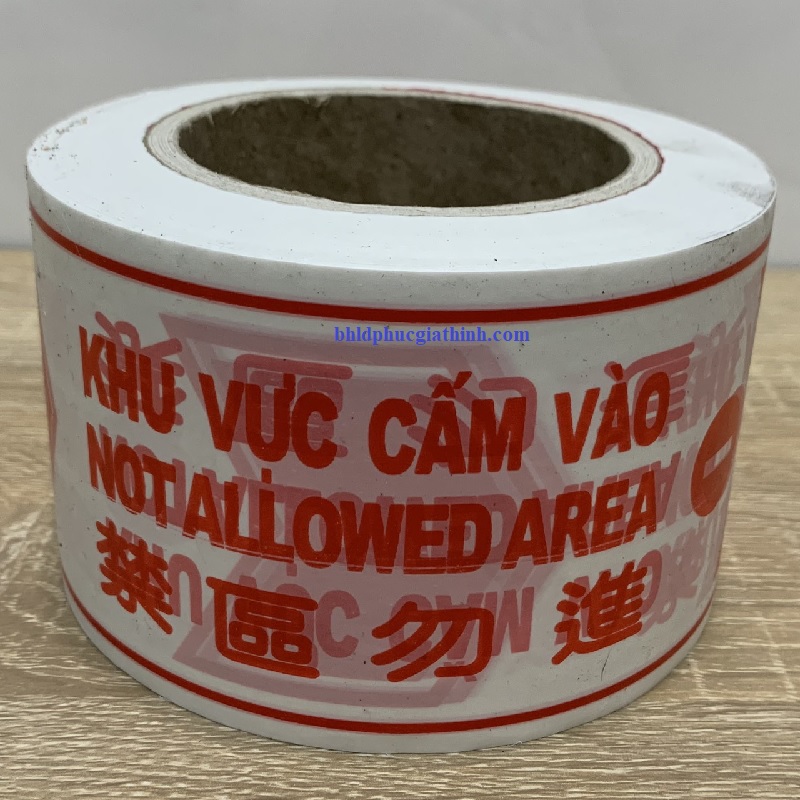 bhldphucgiathinh.com
KHU VỰC CẤM VÀO
NOT ALLOWED AREA
禁區勿進